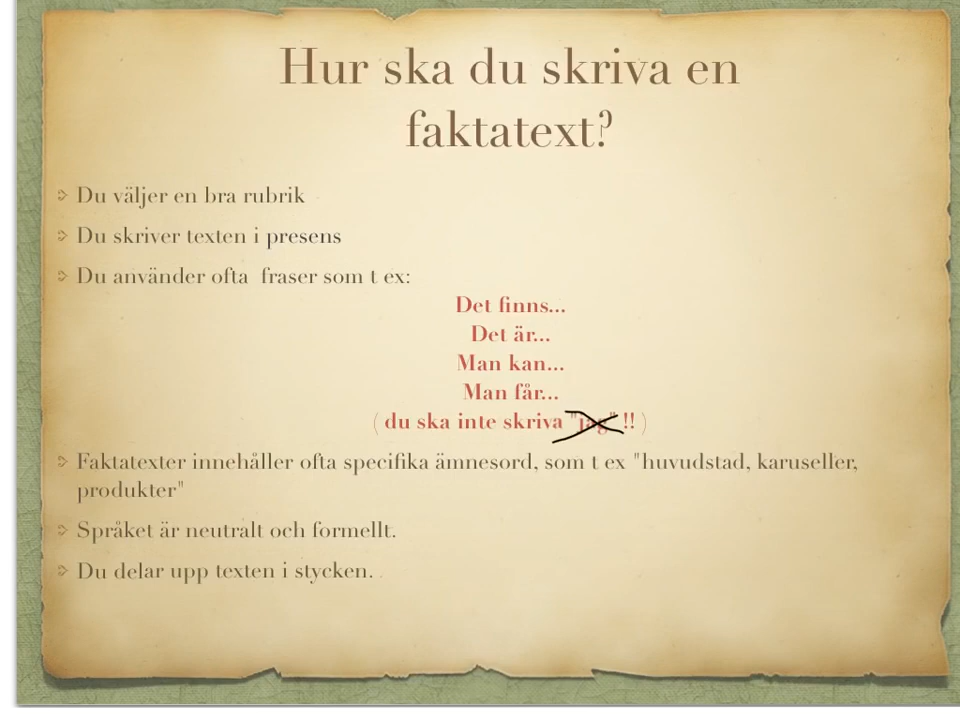 Hur ska du skriva en
faktatext?
Du väljer en bra rubrik
Du skriver texten i presens
Du använder ofta fraser som t ex:
Det finns...
Det är...
Man kan...
Man får...
( du ska inte skriva "jag" !! )
Faktatexter innehåller ofta specifika ämnesord, som t ex "huvudstad, karuseller,
produkter"
Språket är neutralt och formellt.
Du delar upp texten i stycken.